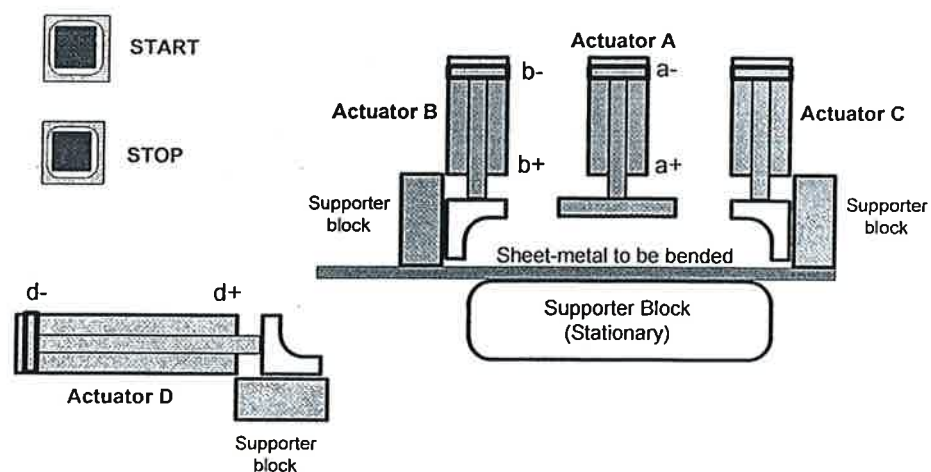 START
STOP
Actuator A
b-
a-
Actuator B
Actuator C
b+
a+
Supporter
block
Supporter
block
Sheet-metal to be bended
Supporter Block
(Stationary)
d-
d+
Actuator D
Supporter
block